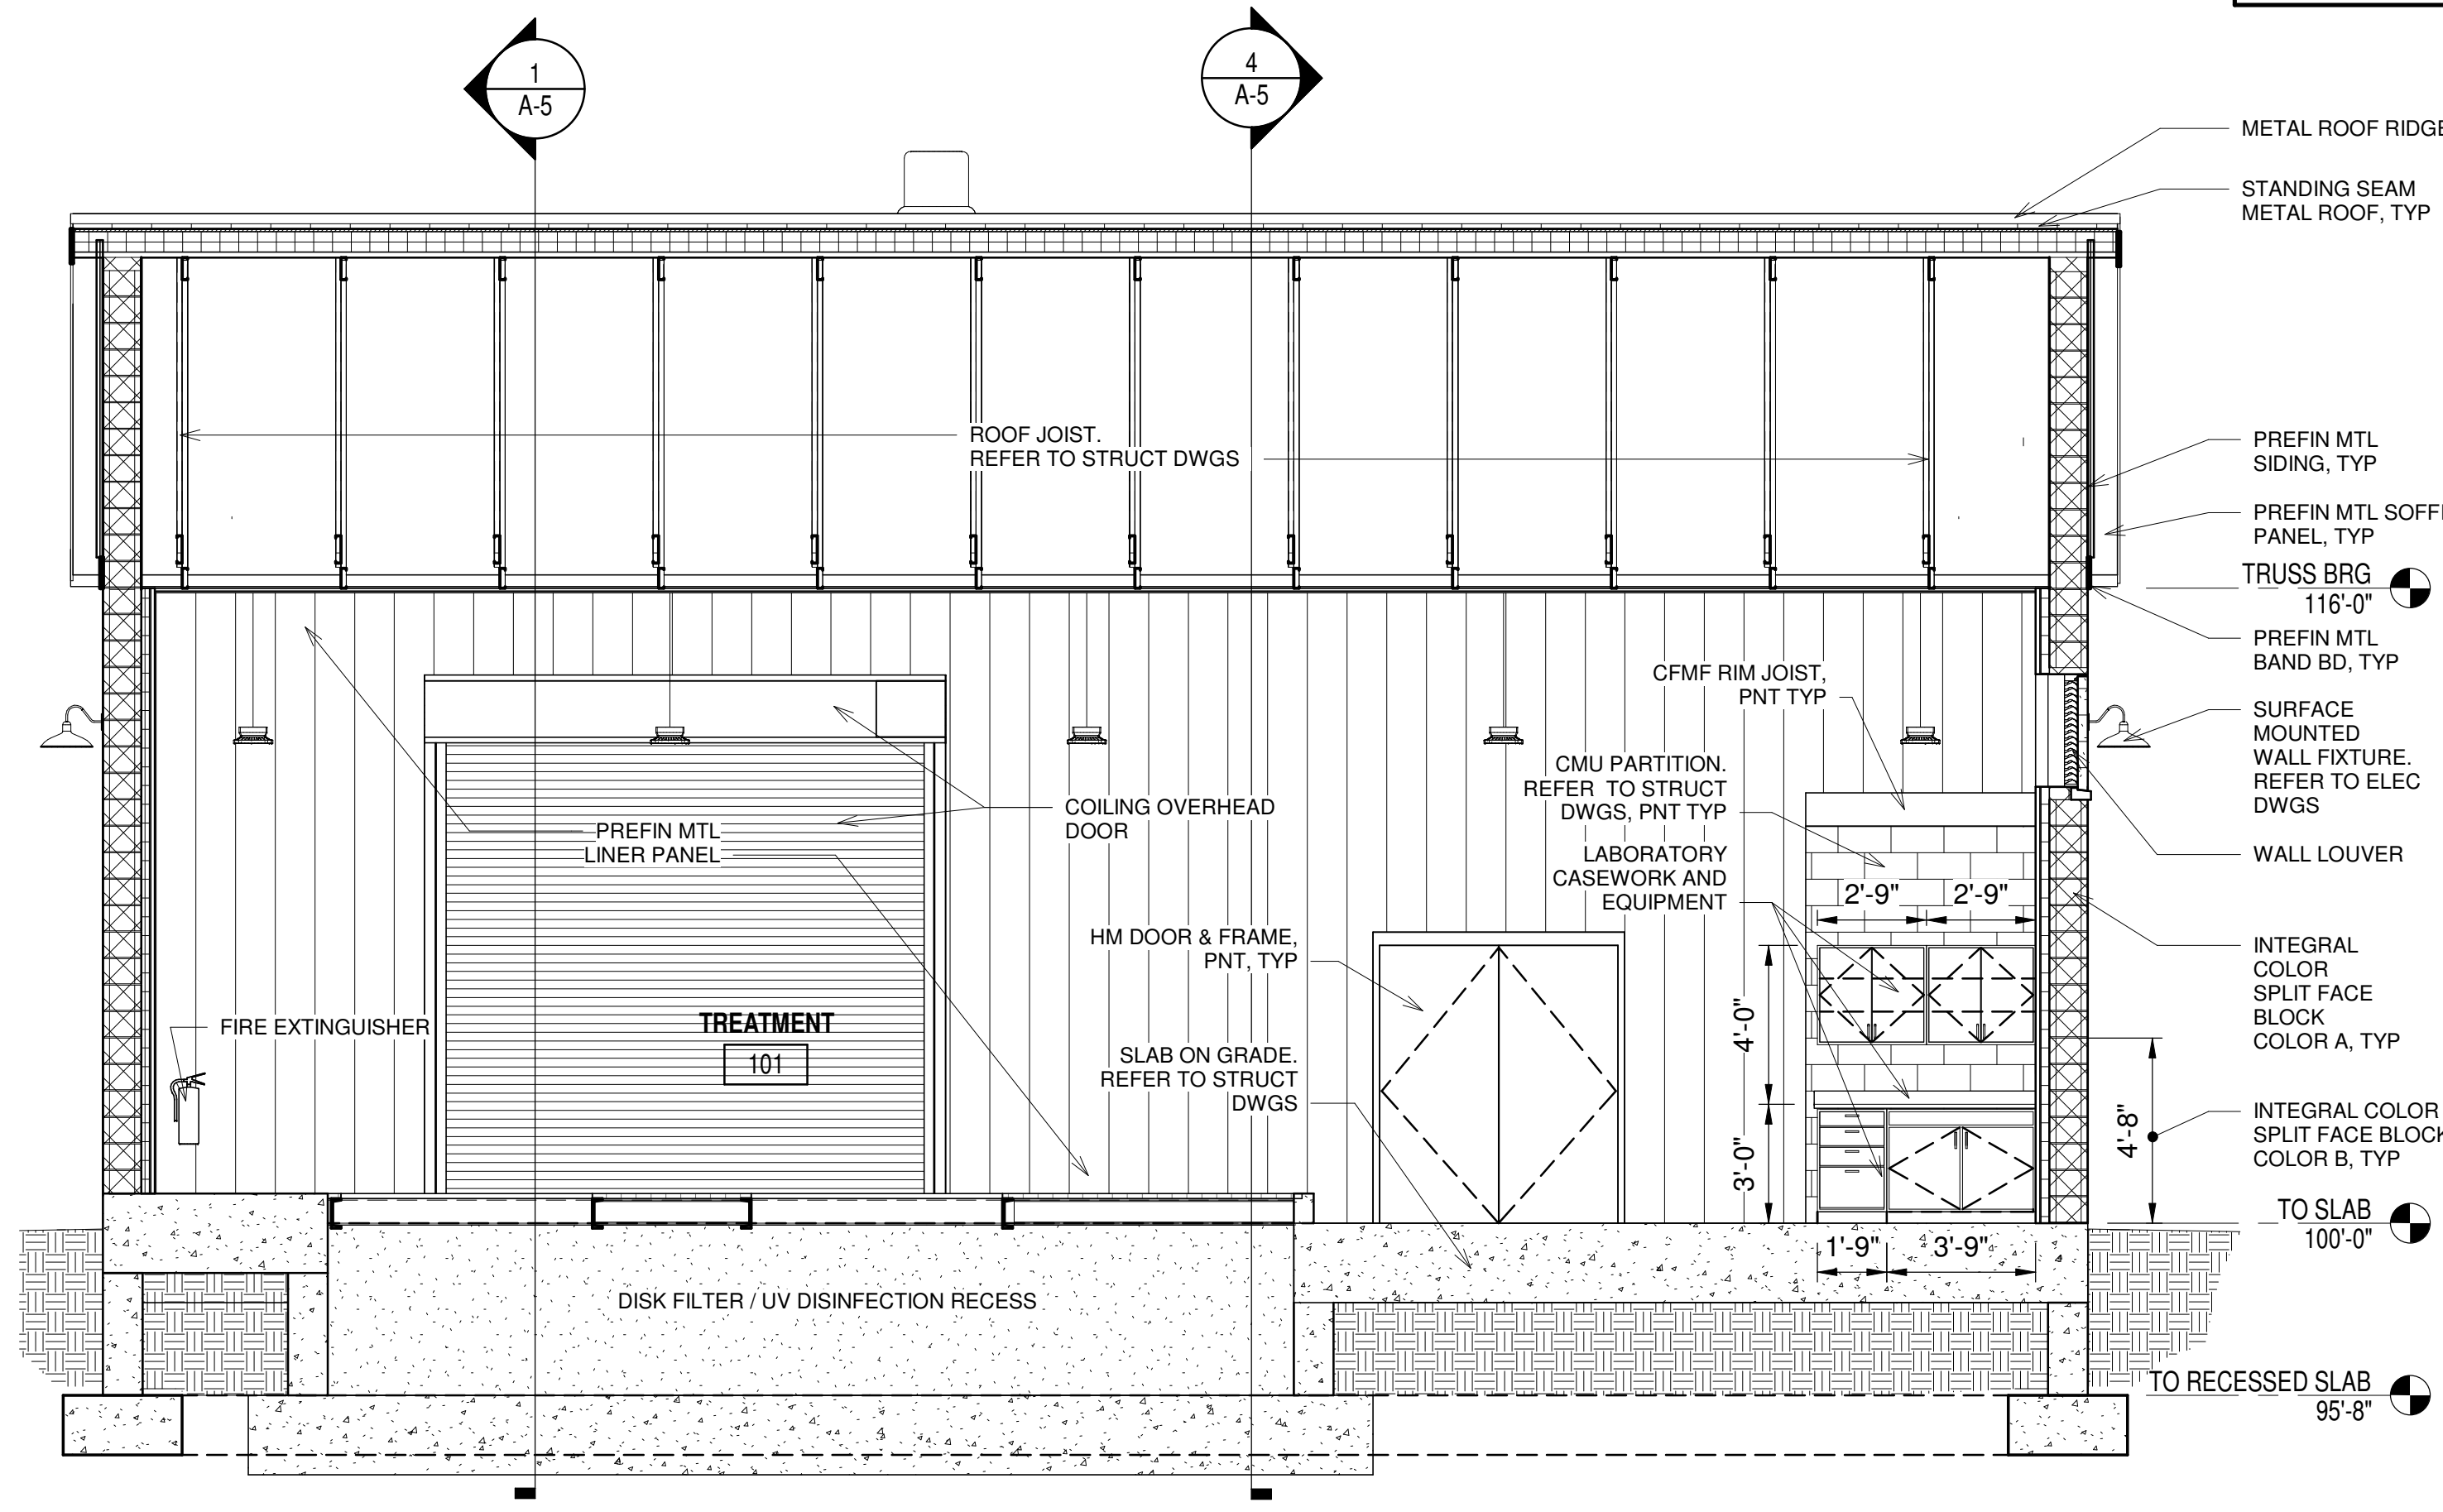 1
A-5
4
A-5
METAL ROOF RIDGE
STANDING SEAM
METAL ROOF, TYP
ROOF JOIST.
REFER TO STRUCT DWGS
PREFIN MTL
SIDING, TYP
PREFIN MTL SOFFI
PANEL, TYP
TRUSS BRG
116'-0"
PREFIN MTL
BAND BD, TYP
CFMF RIM JOIST,
PNT TYP
SURFACE
MOUNTED
WALL FIXTURE.
REFER TO ELEC
DWGS
CMU PARTITION.
REFER TO STRUCT
DWGS, PNT TYP
COILING OVERHEAD
DOOR
PREFIN MTL
LINER PANEL
WALL LOUVER
LABORATORY
CASEWORK AND
EQUIPMENT
2'-9"
2'-9"
HM DOOR & FRAME,
PNT, TYP
INTEGRAL
COLOR
SPLIT FACE
BLOCK
COLOR A, TYP
4'-0"
FIRE EXTINGUISHER
TREATMENT
101
SLAB ON GRADE.
REFER TO STRUCT
DWGS
3'-0"
4'-8"
INTEGRAL COLOR
SPLIT FACE BLOCK
COLOR B, TYP
TO SLAB
100'-0"
1'-9"
3'-9"
DISK FILTER / UV DISINFECTION RECESS
TO RECESSED SLAB
95'-8"